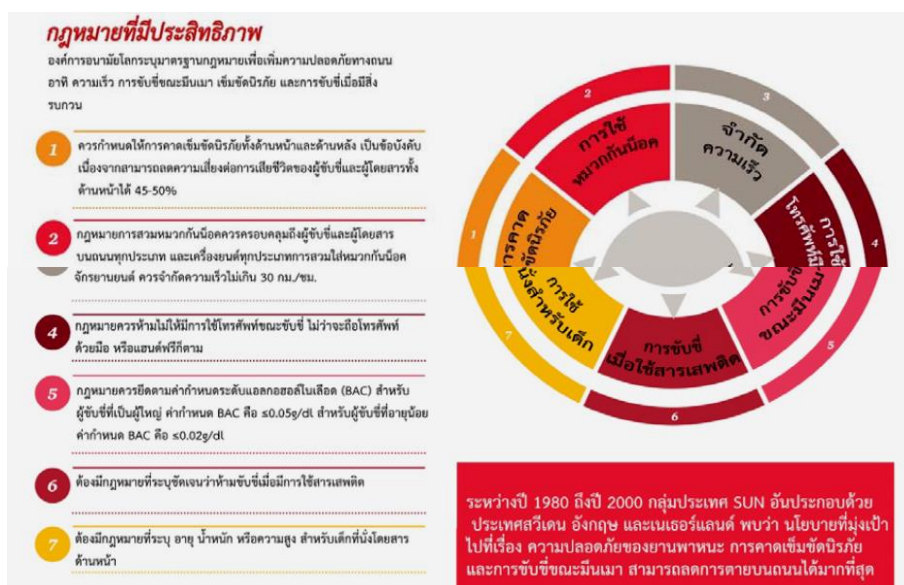 กฎหมายที่มีประสิทธิภาพ
องค์การอนามัยโลกระบุมาตรฐานกฎหมายเพื่อเพิ่มความปลอดภัยทางถนน
อาทิ ความเร็ว การขับขี่ขณะมึนเมา เข็มขัดนิรภัย และการขับขี่เมื่อมีสิ่ง
รบกวน
1
ควรกำหนดให้การคาดเข็มขัดนิรภัยทั้งด้านหน้าและด้านหลัง เป็นข้อบังคับ
เนื่องจากสามารถลดความเสี่ยงต่อการเสียชีวิตของผู้ขับขี่และผู้โดยสารทั้ง
ด้านหน้าได้ 45-50%
2
กฎหมายการสวมหมวกกันน็อคควรครอบคลุมถึงผู้ขับขี่และผู้โดยสาร
บนถนนทุกประเภท และเครื่องยนต์ทุกประเภทการสวมใส่หมวกกันน็อค
จักรยานยนต์ ควรจำกัดความเร็วไม่เกิน 30 กม./ชม.
4
กฎหมายควรห้ามไม่ให้มีการใช้โทรศัพท์ขณะขับขี่ ไม่ว่าจะถือโทรศัพท์
ด้วยมือ หรือแฮนด์ฟรีก็ตาม
5
กฎหมายควรยึดตามค่ากำหนดระดับแอลกอฮอล์ในเลือด (BAC) สำหรับ
ผู้ขับขี่ที่เป็นผู้ใหญ่ ค่ากำหนด BAC คือ ≤0.05g/dl สำหรับผู้ขับขี่ที่อายุน้อย
ค่ากำหนด BAC คือ ≤0.02g/dl
6
ต้องมีกฎหมายที่ระบุชัดเจนว่าห้ามขับขี่เมื่อมีการใช้สารเสพติด
7
ต้องมีกฎหมายที่ระบุ อายุ น้ำหนัก หรือความสูง สำหรับเด็กที่นั่งโดยสาร
ด้านหน้า
1
2
การใช้
หมวกกันน็อค
3
จำกัด
ความเร็ว
4
การใช้
5
การขับขี่
ขณะมึนเมา
6
การขับขี่
เมื่อใช้สารเสพติด
7
การใช้
ระหว่างปี 1980 ถึงปี 2000 กลุ่มประเทศ SUN อันประกอบด้วย
ประเทศสวีเดน อังกฤษ และเนเธอร์แลนด์ พบว่า นโยบายที่มุ่งเป้า
ไปที่เรื่อง ความปลอดภัยของยานพาหนะ การคาดเข็มขัดนิรภัย
และการขับขี่ขณะมึนเมา สามารถลดการตายบนถนนได้มากที่สุด